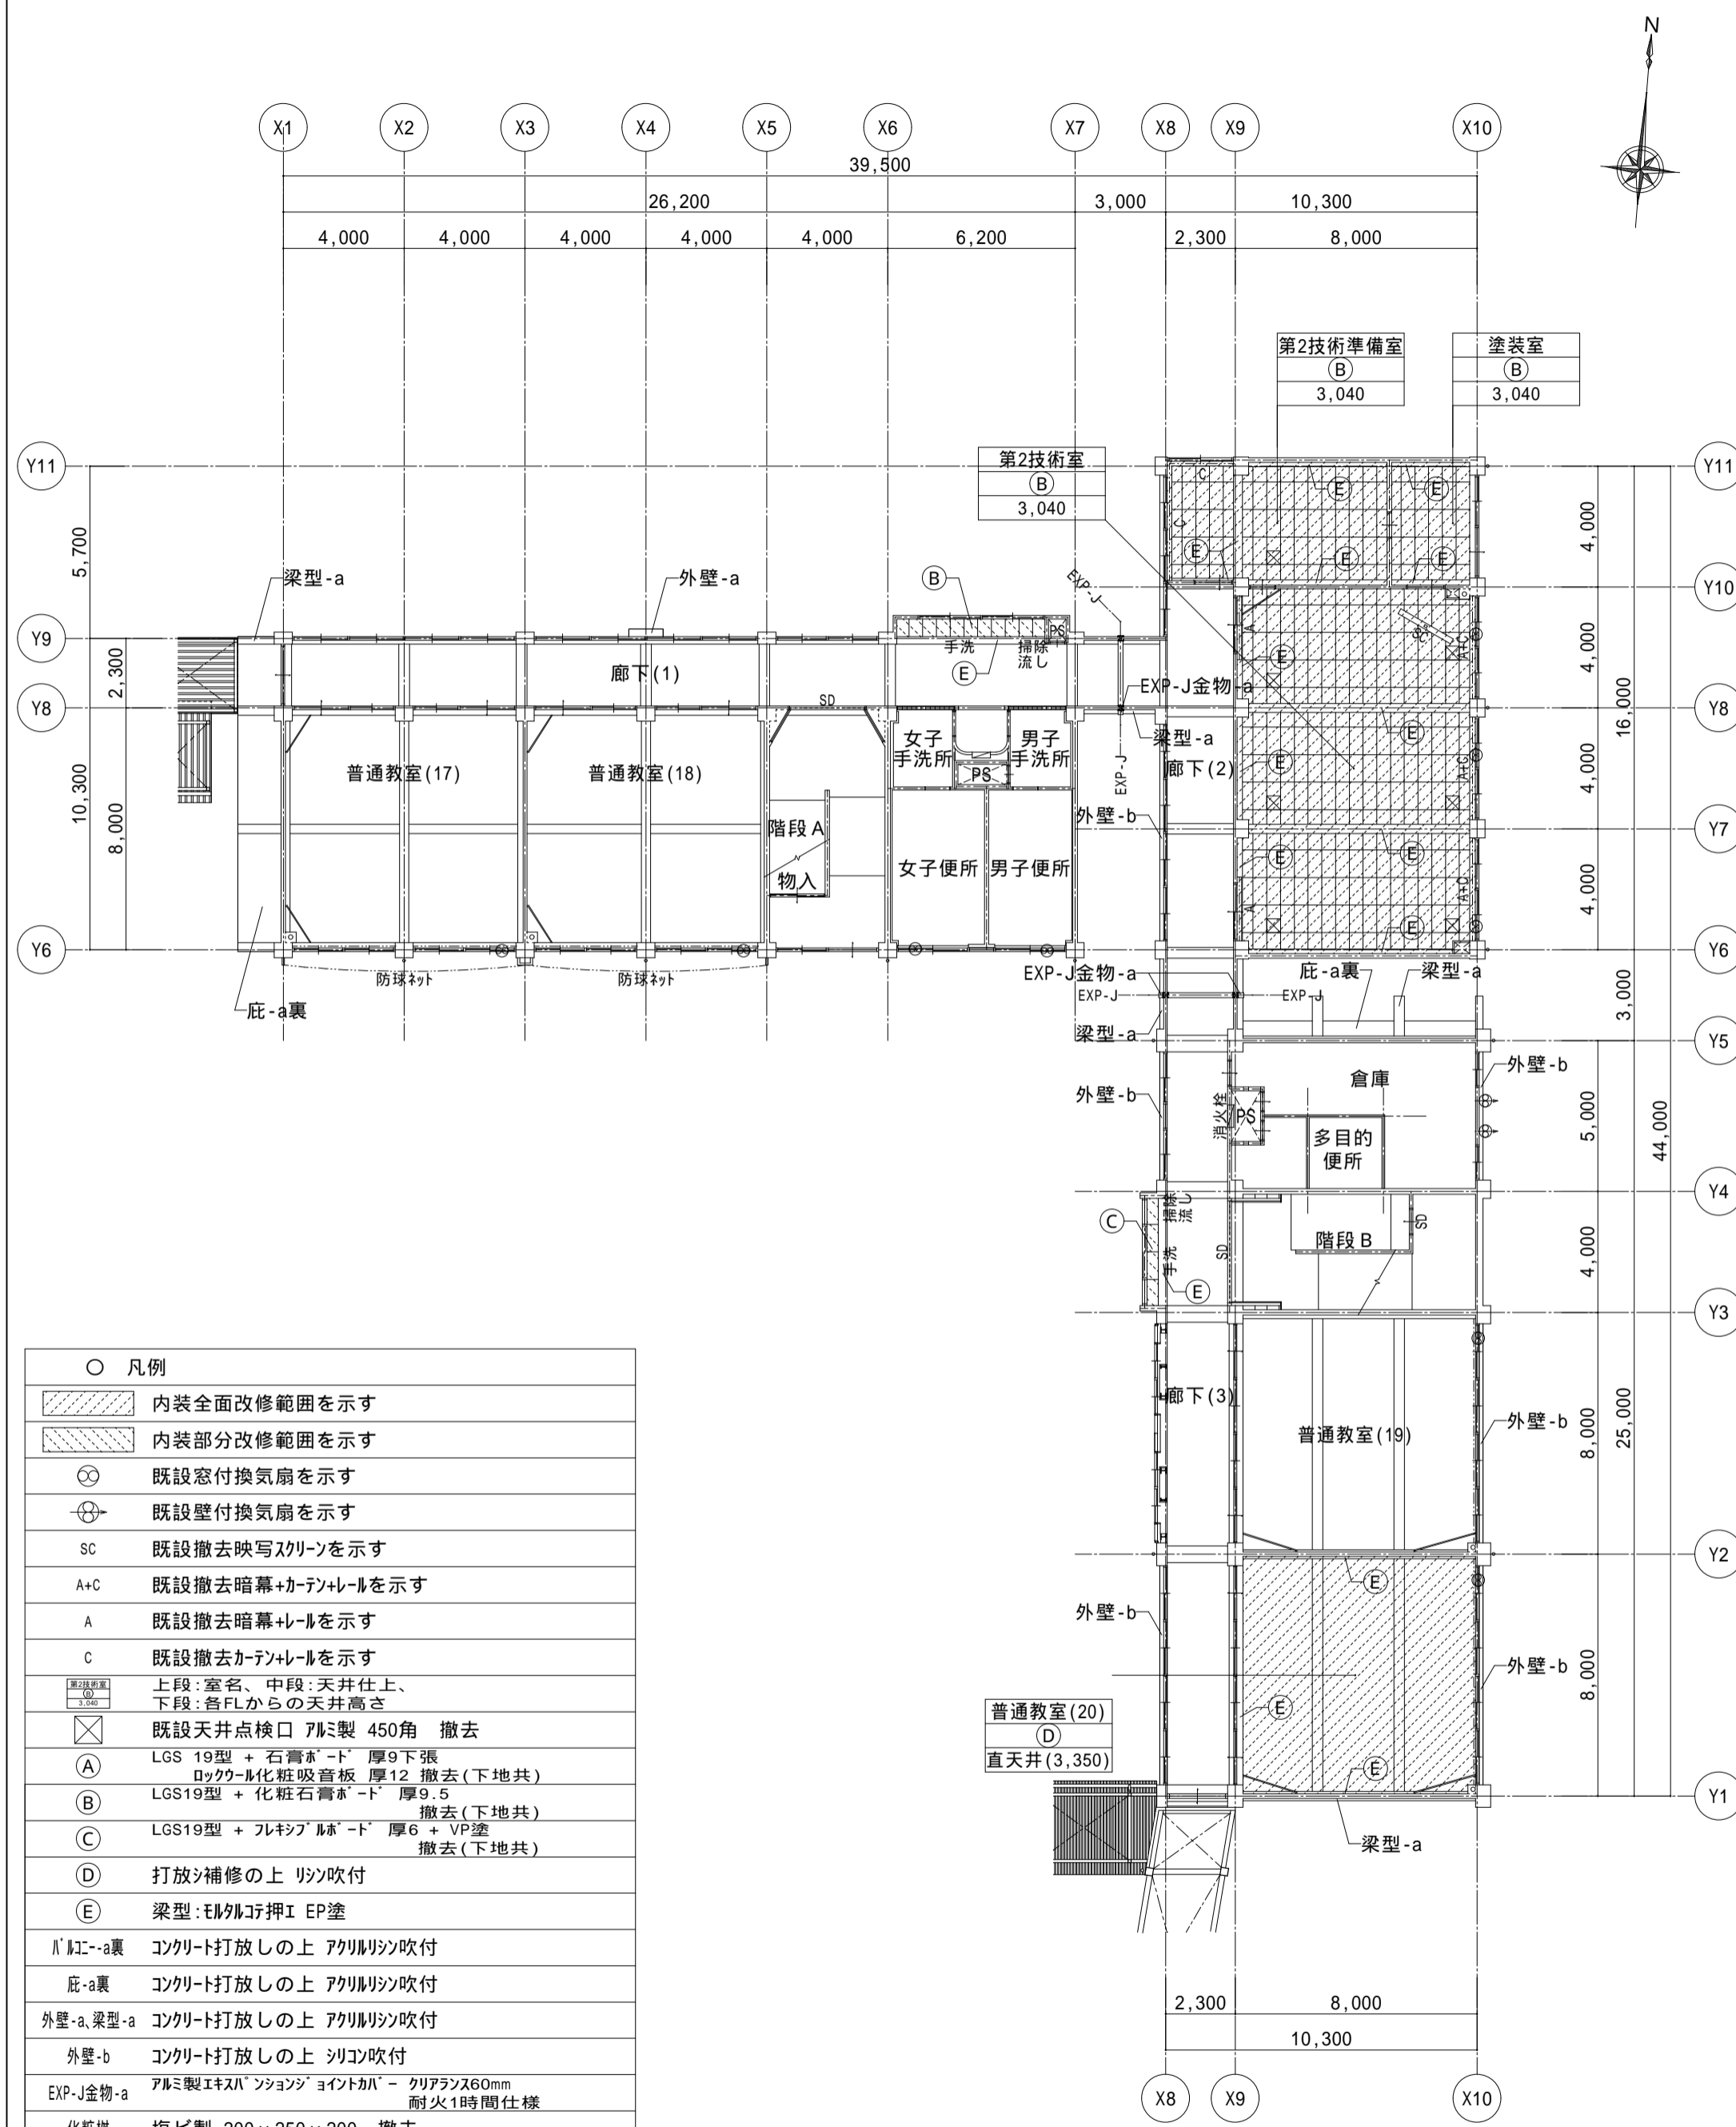 N
X1 X2 X3 X4 X5 X6 X7 X8 X9 X10
39,500
26,200 3,000 10,300
4,000 4,000 4,000 4,000 4,000 6,200 2,300 8,000
第2技術準備室
B
3,040
塗装室
B
3,040
第2技術室
B
3,040
Y11 Y11
C
C
E E
E E E
4,000
5,700
Y10
梁型-a 外壁-a B EXP-J
SC
A
A+C
PS
Y9
手洗 掃除
流し
E
E
4,000
2,300
廊下(1)
EXP-J金物-a
16,000
Y8 SD Y8
梁型-a
E
女子
手洗所
男子
手洗所
PS
EXP-J
廊下(2)
E
A+C
普通教室(17) 普通教室(18)
10,300
8,000
4,000
外壁-b
Y7
階段A
物入
女子便所 男子便所
E E
A+C
A
4,000
E
Y6 Y6
防球ネット 防球ネット
庇-a裏
EXP-J金物-a
EXP-J EXP-J
庇-a裏 梁型-a
3,000
梁型-a
Y5
倉庫
外壁-b
外壁-b
消火栓
PS
多目的
便所
5,000
44,000
Y4
掃除
流し
C
手洗
SD
階段B
SD
E
4,000
Y3
廊下(3)
普通教室(19)
外壁-b
8,000
25,000
Y2
E
外壁-b
外壁-b
8,000
E
普通教室(20)
D
直天井(3,350)
E
Y1
梁型-a
2,300 8,000
10,300
X8 X9 X10
○ 凡例
内装全面改修範囲を示す
内装部分改修範囲を示す
既設窓付換気扇を示す
既設壁付換気扇を示す
SC 既設撤去映写スクリーンを示す
A+C 既設撤去暗幕+カーテン+レールを示す
A 既設撤去暗幕+レールを示す
C 既設撤去カーテン+レールを示す
第2技術室
B
3,040
上段:室名、中段:天井仕上、
下段:各FLからの天井高さ
既設天井点検口 アルミ製 450角 撤去
A LGS 19型 + 石膏ボード 厚9下張
ロックウール化粧吸音板 厚12 撤去(下地共)
B LGS19型 + 化粧石膏ボード 厚9.5
撤去(下地共)
C LGS19型 + フレキシブルボード 厚6 + VP塗
撤去(下地共)
D 打放シ補修の上 リシン吹付
E 梁型:モルタルコテ押エ EP塗
バルコニー-a裏 コンクリート打放しの上 アクリルリシン吹付
庇-a裏 コンクリート打放しの上 アクリルリシン吹付
外壁-a、梁型-a コンクリート打放しの上 アクリルリシン吹付
外壁-b コンクリート打放しの上 シリコン吹付
EXP-J金物-a アルミ製エキスパンションジョイントカバー クリアランス60mm
耐火1時間仕様